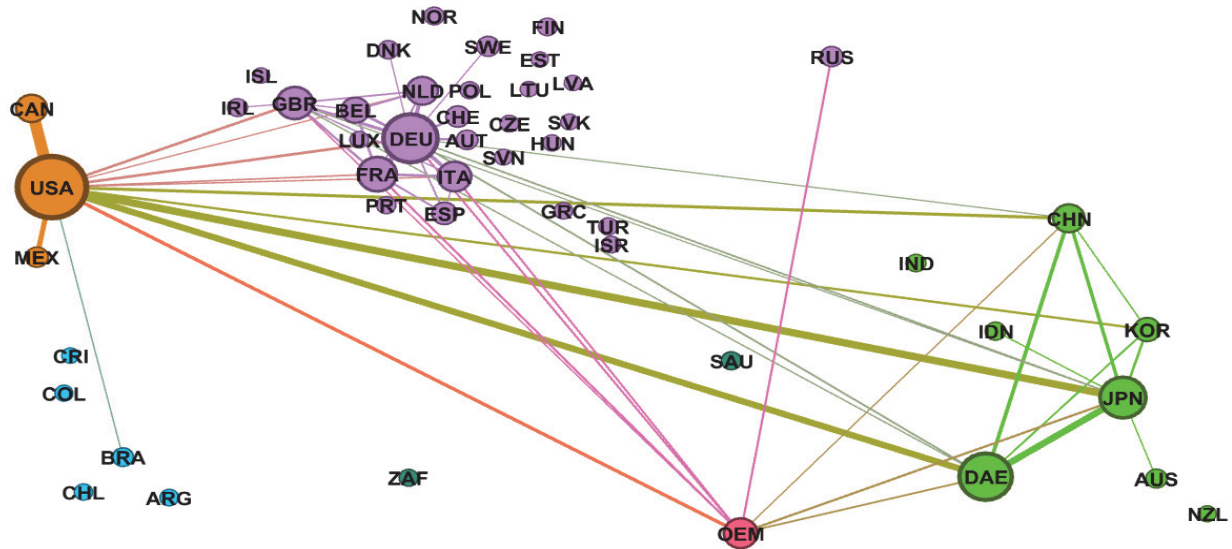 NOR
FIN
DNK
SWE
EST
RUS
ISL
NLD
POL
LTU
LVA
CAN
IRL
GBR
BEL
CHE
CZE
SVK
LUX
DEU
AUT
HUN
SVN
USA
FRA
ITA
PRT
ESP
GRC
TUR
CHN
ISR
MEX
IND
IDN
KOR
CRI
SAU
COL
JPN
BRA
CHL
ARG
ZAF
DAE
AUS
NZL
OEM